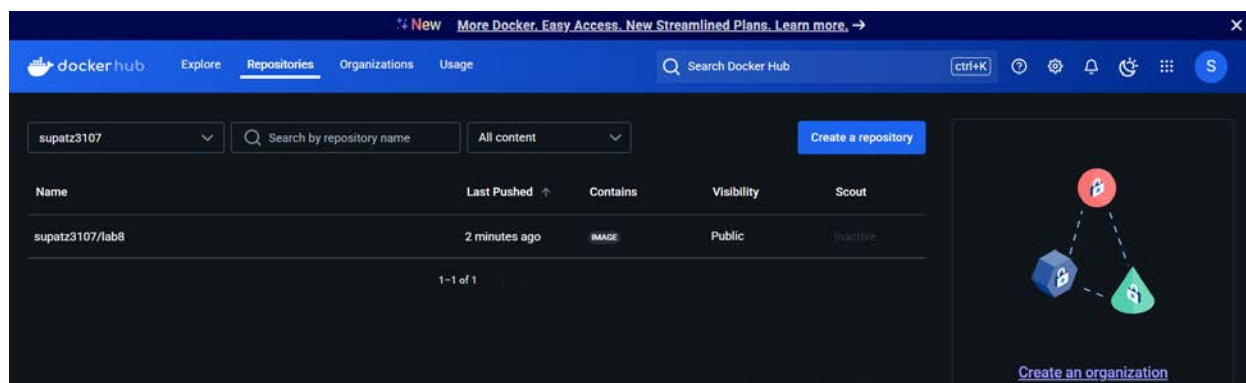 New More Docker. Easy Access. New Streamlined Plans. Learn more. →
dockerhub Explore Repositories Organizations Usage Search Docker Hub ctrl+K S
supatz3107 Search by repository name All content Create a repository
Name Last Pushed ↑ Contains Visibility Scout
supatz3107/lab8 2 minutes ago IMAGE Public Inactive
1–1 of 1
Create an organization